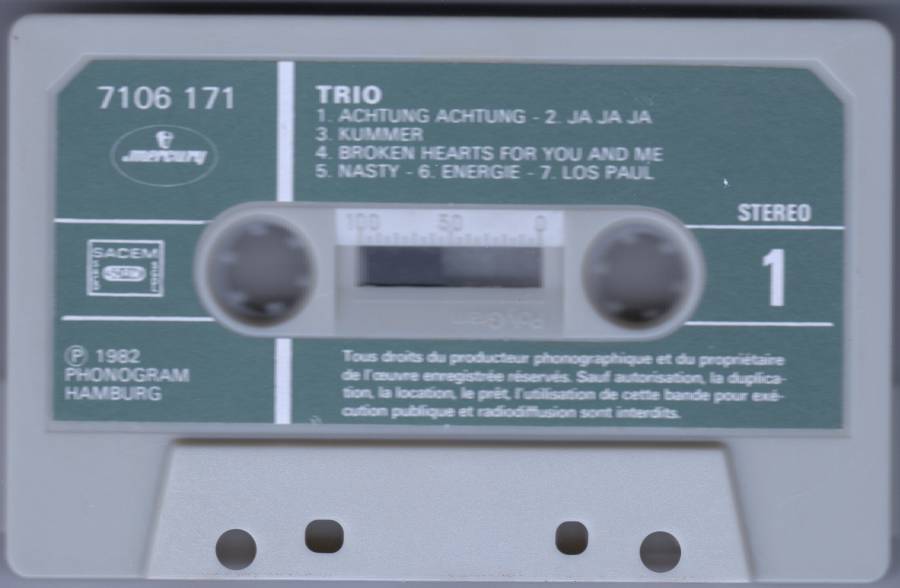 7106 171
mercury
TRIO
1. ACHTUNG ACHTUNG - 2. JA JA JA
3. KUMMER
4. BROKEN HEARTS FOR YOU AND ME
5. NASTY - 6. ENERGIE - 7. LOS PAUL
STEREO
1
100 50 0
SACEM
PolyGram
℗ 1982
PHONOGRAM
HAMBURG
Tous droits du producteur phonographique et du propriétaire
de l'œuvre enregistrée réservés. Sauf autorisation, la duplica-
tion, la location, le prêt, l'utilisation de cette bande pour exé-
cution publique et radiodiffusion sont interdits.